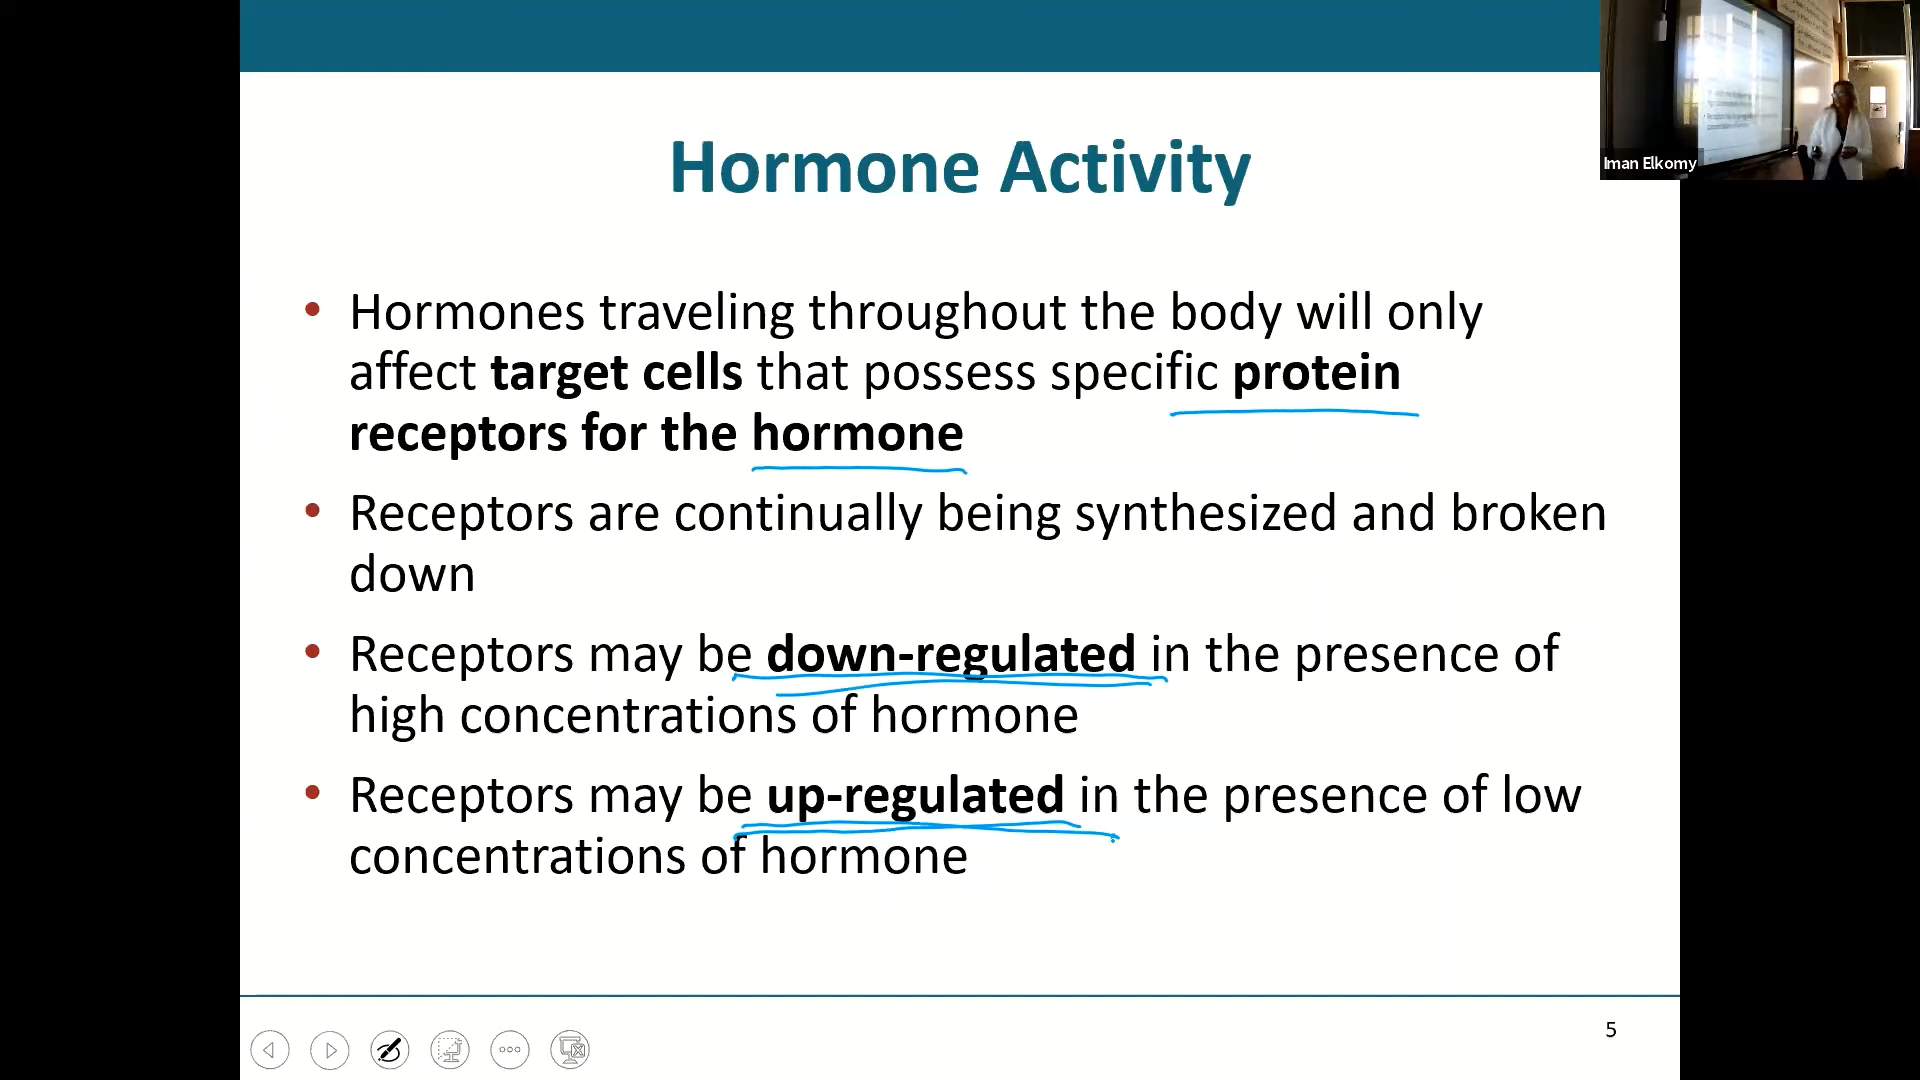 Iman Elkomy
Hormone Activity
• Hormones traveling throughout the body will only
affect target cells that possess specific protein
receptors for the hormone
• Receptors are continually being synthesized and broken
down
• Receptors may be down-regulated in the presence of
high concentrations of hormone
• Receptors may be up-regulated in the presence of low
concentrations of hormone
5